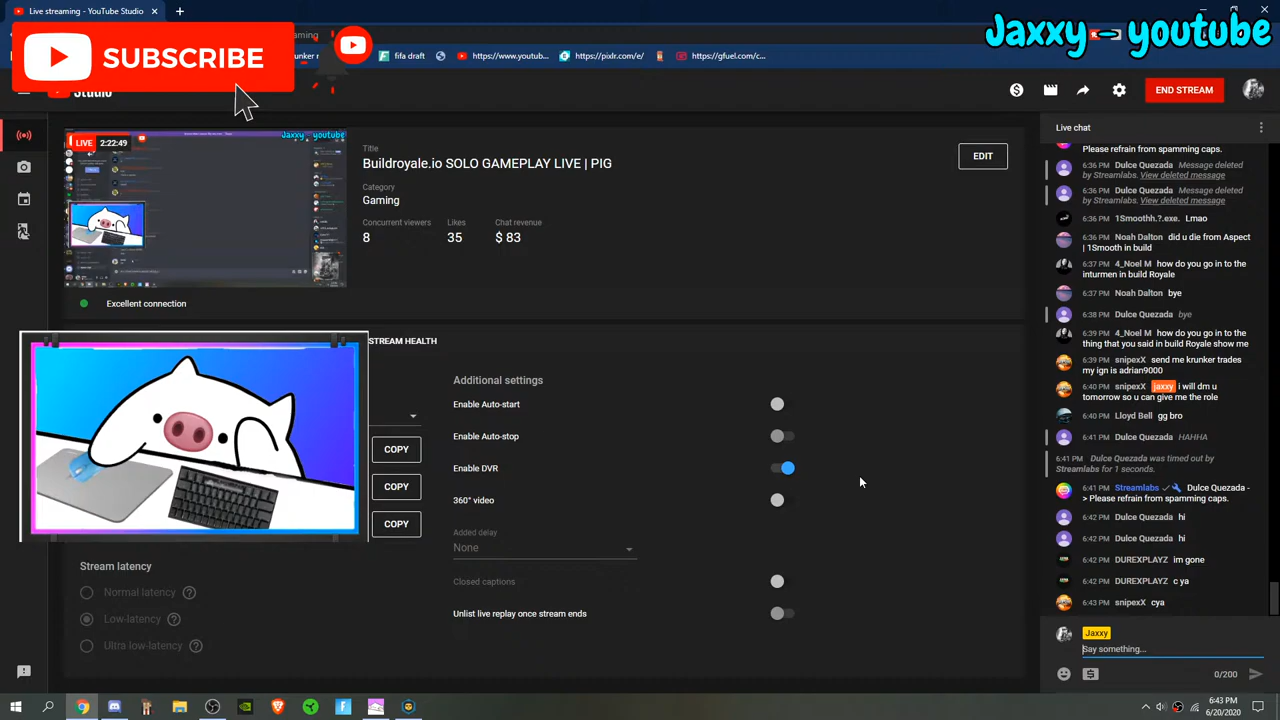 Live streaming - YouTube Studio
Jaxxy - youtube
SUBSCRIBE
fifa draft
https://www.youtub...
https://pixlr.com/e/
https://gfuel.com/c...
Studio
END STREAM
LIVE 2:22:49
Title
Buildroyale.io SOLO GAMEPLAY LIVE | PIG
EDIT
Category
Gaming
Concurrent viewers
Likes
Chat revenue
8
35
$ 83
Excellent connection
STREAM HEALTH
Additional settings
Enable Auto-start
Enable Auto-stop
Enable DVR
360° video
COPY
COPY
COPY
Added delay
None
Closed captions
Unlist live replay once stream ends
Stream latency
Normal latency
Low-latency
Ultra low-latency
Live chat
Please refrain from spamming caps.
6:36 PM Dulce Quezada Message deleted
by Streamlabs. View deleted message
6:36 PM Dulce Quezada Message deleted
by Streamlabs. View deleted message
6:36 PM 1Smoothh.?.exe. Lmao
6:36 PM Noah Dalton did u die from Aspect
| 1Smooth in build
6:37 PM 4_Noel M how do you go in to the
inturmen in build Royale
6:37 PM Noah Dalton bye
6:38 PM Dulce Quezada bye
6:39 PM 4_Noel M how do you go in to the
thing that you said in build Royale show me
6:39 PM snipexX send me krunker trades
my ign is adrian9000
6:40 PM snipexX jaxxy i will dm u
tomorrow so u can give me the role
6:40 PM Lloyd Bell gg bro
6:41 PM Dulce Quezada HAHHA
6:41 PM Dulce Quezada was timed out by
Streamlabs for 1 seconds.
6:41 PM Streamlabs Dulce Quezada -
> Please refrain from spamming caps.
6:42 PM Dulce Quezada hi
6:42 PM Dulce Quezada hi
6:42 PM DUREXPLAYZ im gone
6:42 PM DUREXPLAYZ c ya
6:43 PM snipexX cya
Jaxxy
Say something...
0/200
6:43 PM
6/20/2020